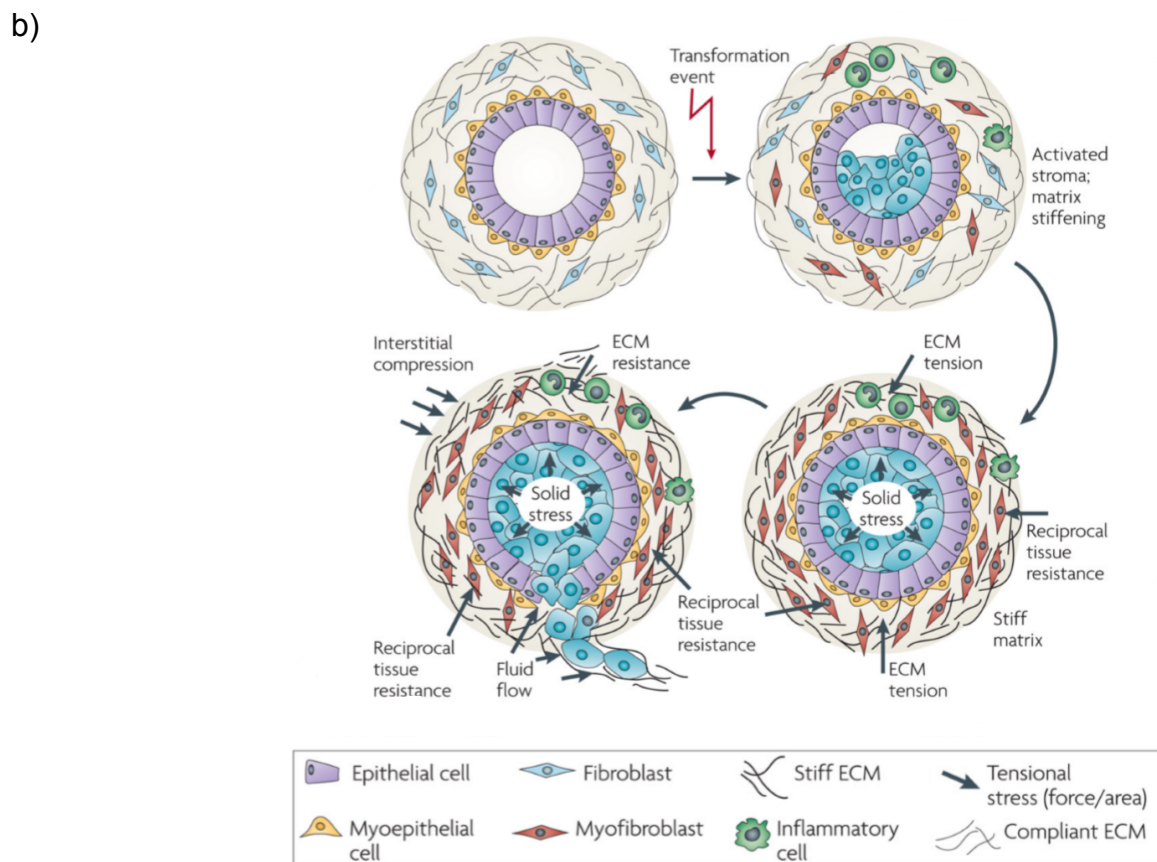 b)
Transformation
event
Activated
stroma;
matrix
stiffening
Interstitial
compression
ECM
resistance
ECM
tension
Solid
stress
Solid
stress
Reciprocal
tissue
resistance
Reciprocal
tissue
resistance
Fluid
flow
Reciprocal
tissue
resistance
Stiff
matrix
ECM
tension
Epithelial cell
Fibroblast
Stiff ECM
Tensional
stress (force/area)
Myoepithelial
cell
Myofibroblast
Inflammatory
cell
Compliant ECM